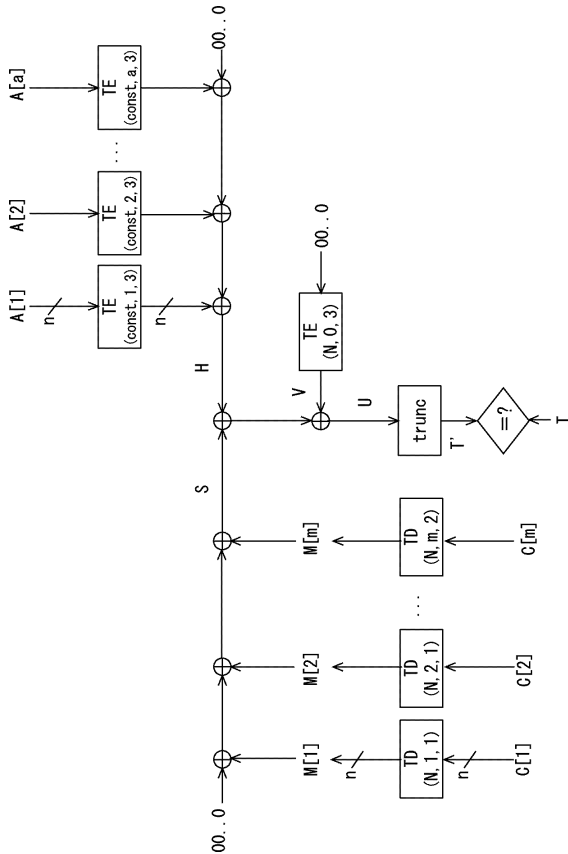 A[1]
A[2]
A[a]
n
TE
(const, 1, 3)
TE
(const, 2, 3)
...
TE
(const, a, 3)
n
H
00..0
S
V
TE
(N, 0, 3)
00..0
U
trunc
T'
=?
T
00..0
M[1]
M[2]
M[m]
n
TD
(N, 1, 1)
TD
(N, 2, 1)
...
TD
(N, m, 2)
n
C[1]
C[2]
C[m]